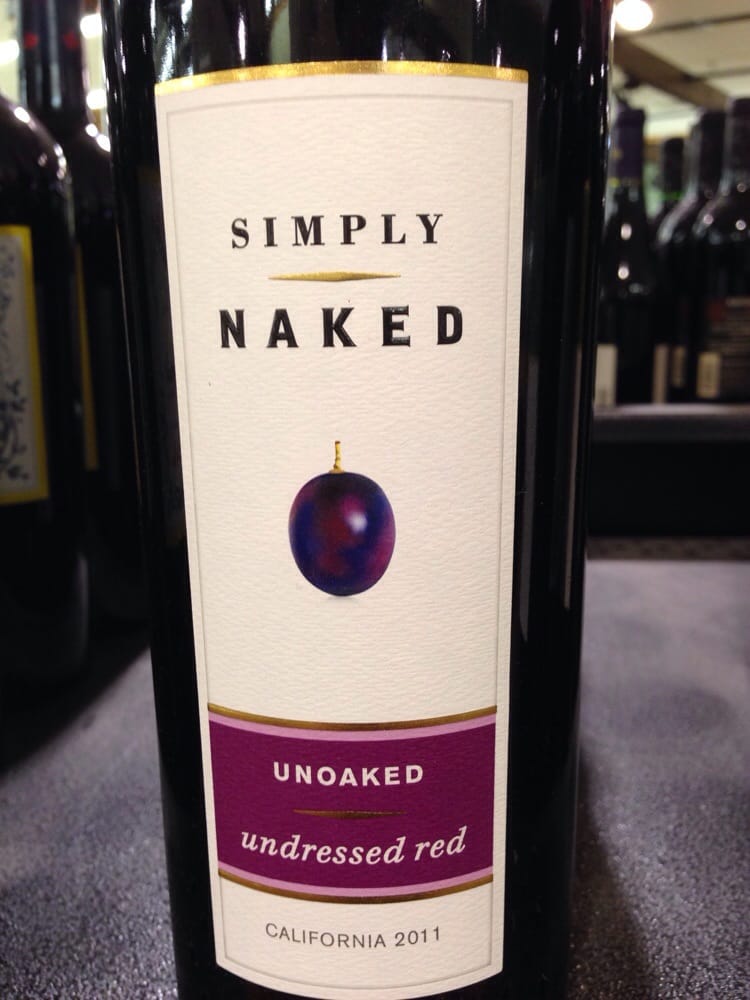 SIMPLY
NAKED
UNOAKED
undressed red
CALIFORNIA 2011